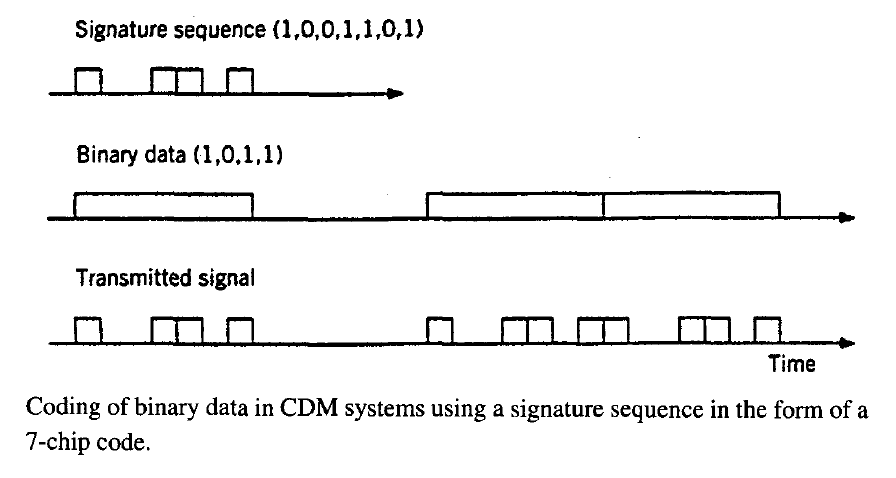 Signature sequence (1,0,0,1,1,0,1)
Binary data (1,0,1,1)
Transmitted signal
Time
Coding of binary data in CDM systems using a signature sequence in the form of a
7-chip code.